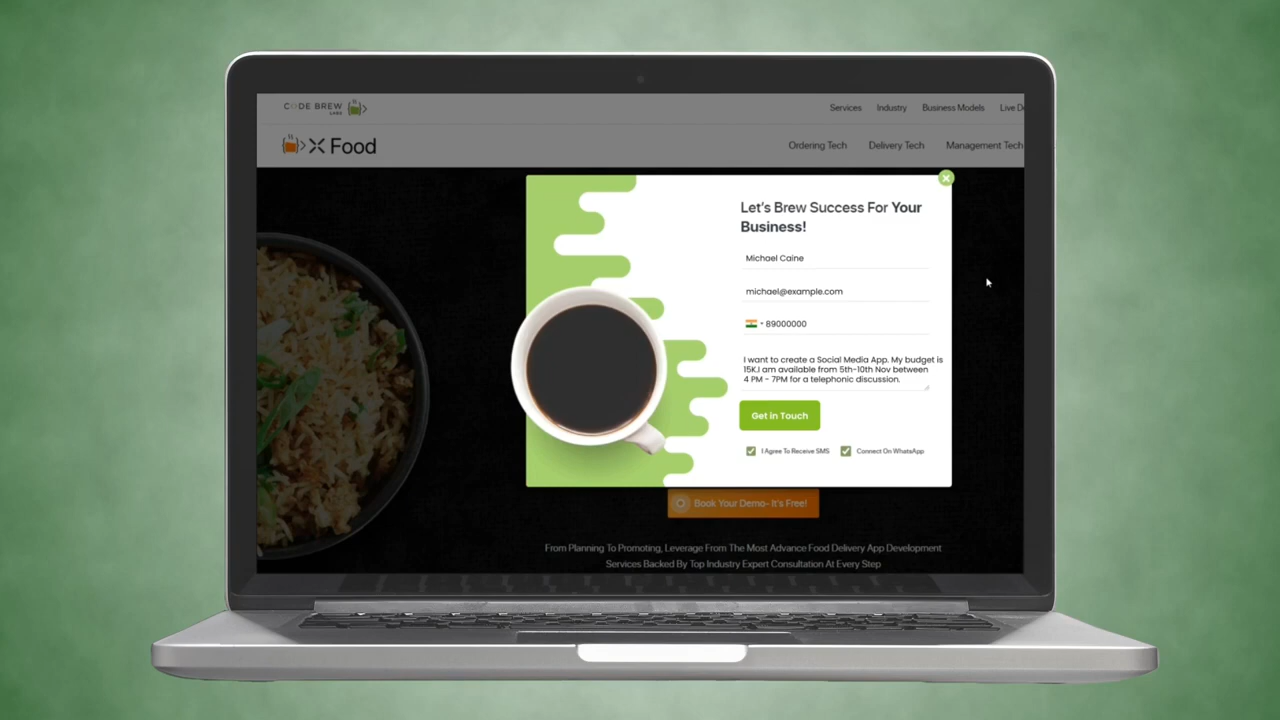 CODE BREW
LABS
Services Industry Business Models Live De
X Food
Ordering Tech Delivery Tech Management Tech
Let's Brew Success For Your
Business!
Michael Caine
michael@example.com
89000000
I want to create a Social Media App. My budget is
15K.I am available from 5th-10th Nov between
4 PM - 7PM for a telephonic discussion.
Get in Touch
I Agree To Receive SMS Connect On WhatsApp
Book Your Demo- It's Free!
From Planning To Promoting, Leverage From The Most Advance Food Delivery App Development
Services Backed By Top Industry Expert Consultation At Every Step